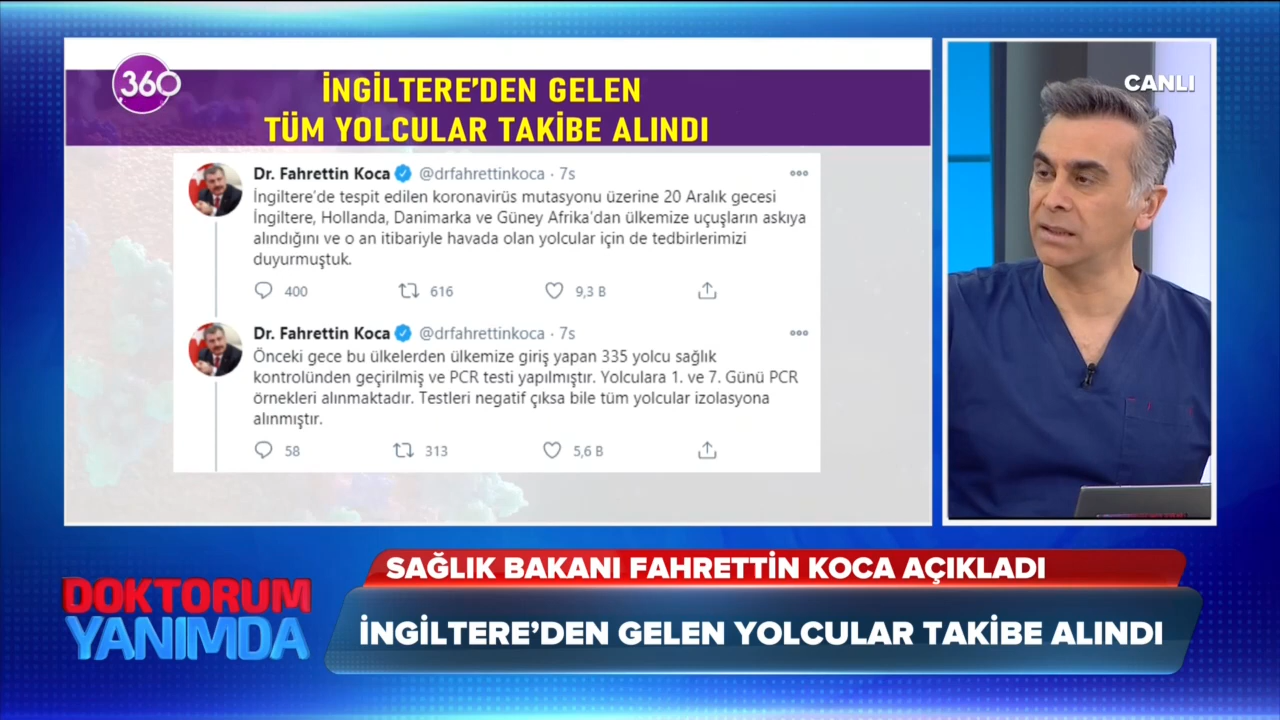 360
İNGİLTERE’DEN GELEN
TÜM YOLCULAR TAKİBE ALINDI
CANLI
Dr. Fahrettin Koca @drfahrettinkoca · 7s
İngiltere’de tespit edilen koronavirüs mutasyonu üzerine 20 Aralık gecesi
İngiltere, Hollanda, Danimarka ve Güney Afrika’dan ülkemize uçuşların askıya
alındığını ve o an itibariyle havada olan yolcular için de tedbirlerimizi
duyurmuştuk.
400 616 9,3 B
Dr. Fahrettin Koca @drfahrettinkoca · 7s
Önceki gece bu ülkelerden ülkemize giriş yapan 335 yolcu sağlık
kontrolünden geçirilmiş ve PCR testi yapılmıştır. Yolculara 1. ve 7. Günü PCR
örnekleri alınmaktadır. Testleri negatif çıksa bile tüm yolcular izolasyona
alınmıştır.
58 313 5,6 B
SAĞLIK BAKANI FAHRETTİN KOCA AÇIKLADI
DOKTORUM
YANIMDA
İNGİLTERE’DEN GELEN YOLCULAR TAKİBE ALINDI